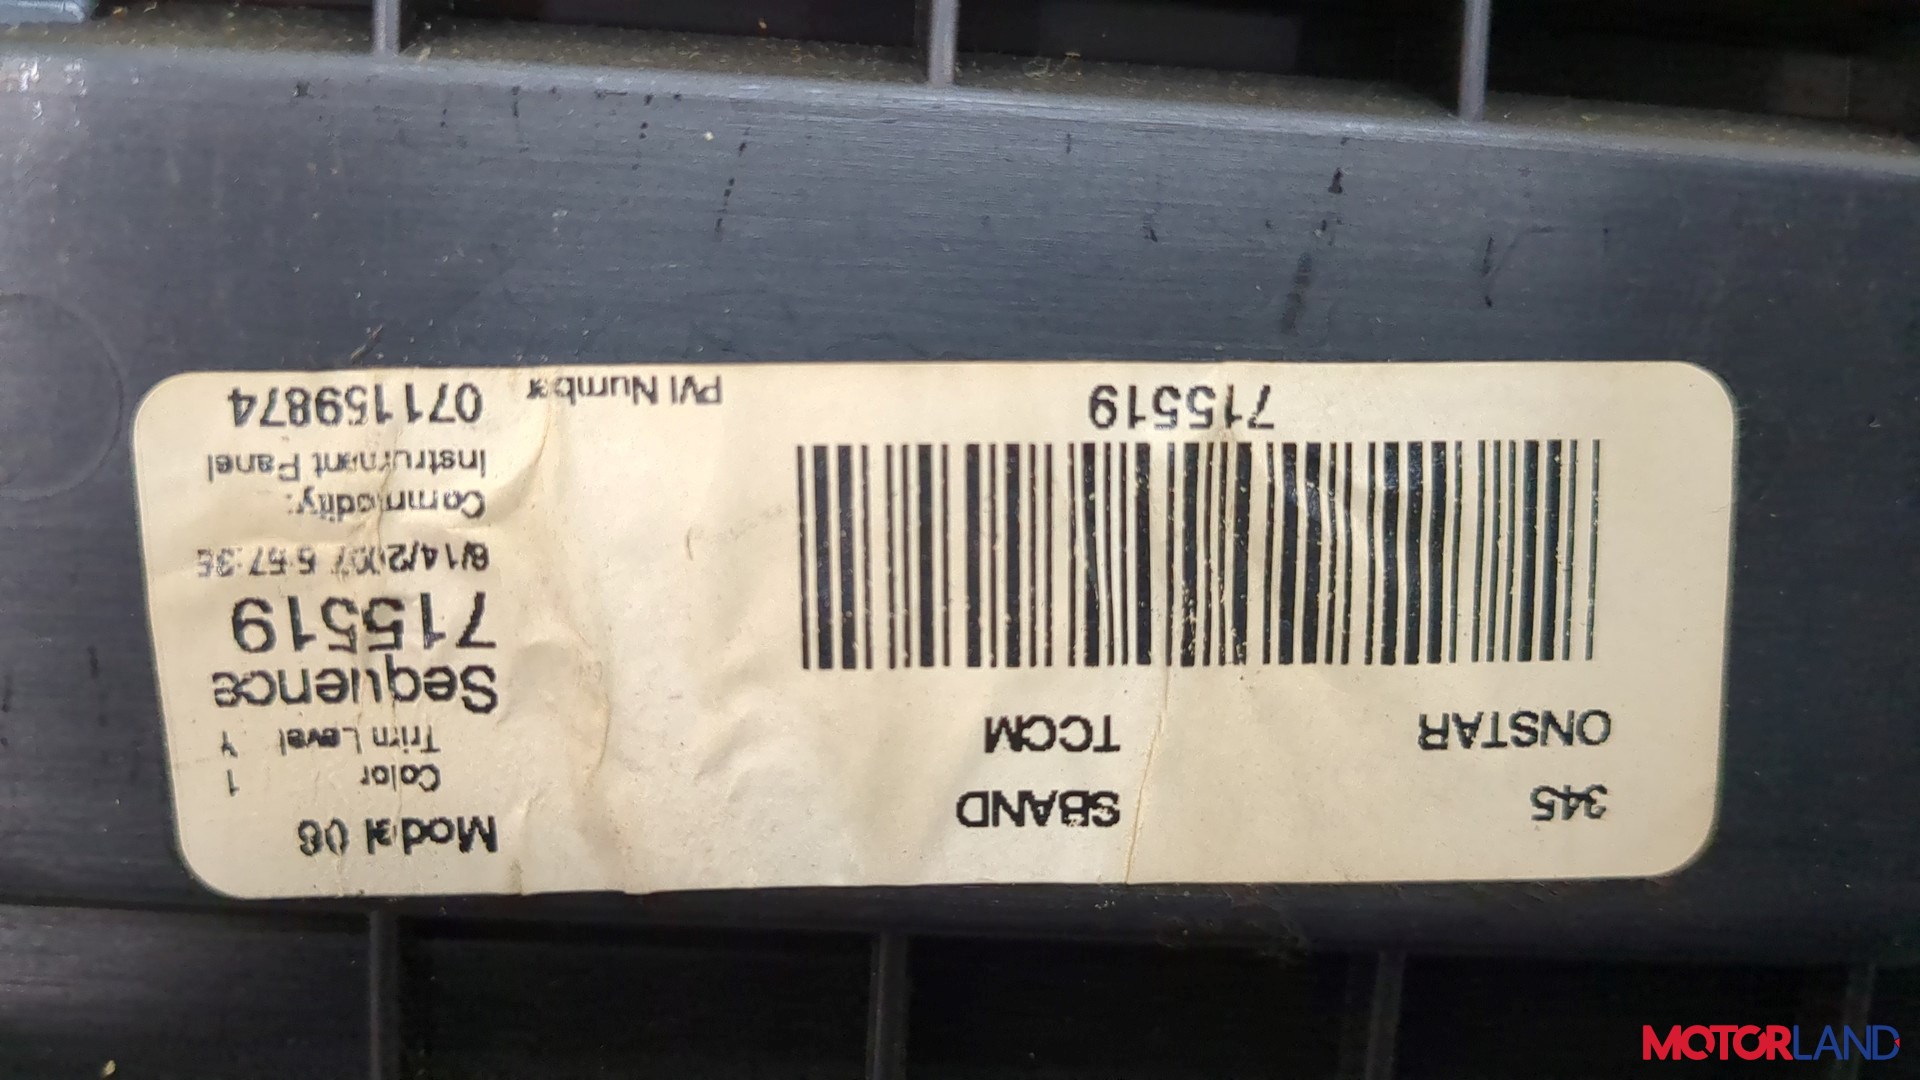 345 SBAND
ONSTAR TCCM
715519
Model 08
Color 1
Trim Level Y
Sequence
715519
8/14/2007 5:57:35
Commodity:
Instrument Panel
PVI Number 071159874
MOTORLAND